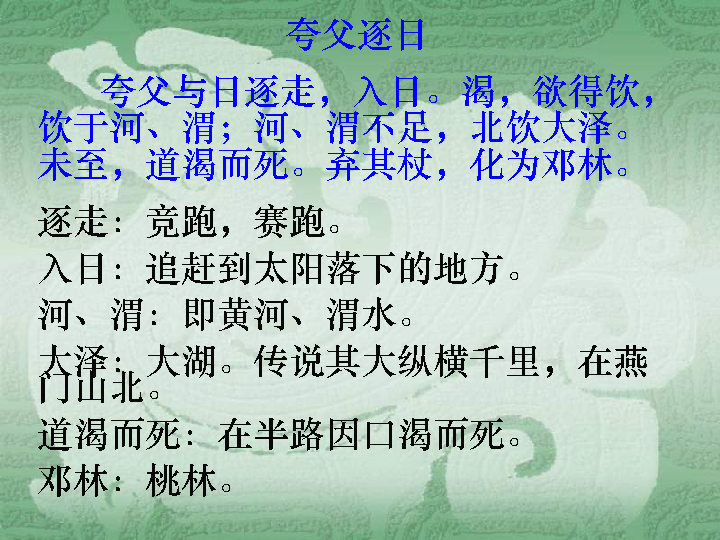 夸父逐日
夸父与日逐走，入日。渴，欲得饮，
饮于河、渭；河、渭不足，北饮大泽。
未至，道渴而死。弃其杖，化为邓林。
逐走：竞跑，赛跑。
入日：追赶到太阳落下的地方。
河、渭：即黄河、渭水。
大泽：大湖。传说其大纵横千里，在燕
门山北。
道渴而死：在半路因口渴而死。
邓林：桃林。